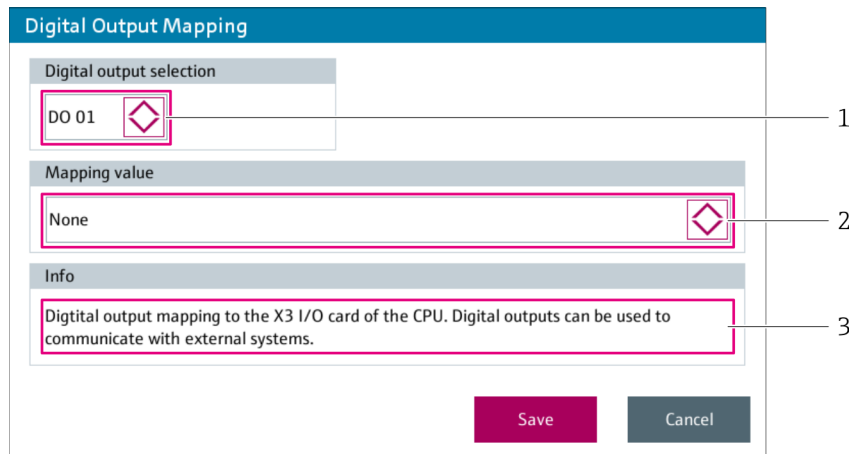 Digital Output Mapping
Digital output selection
DO 01
1
Mapping value
None
2
Info
Digtital output mapping to the X3 I/O card of the CPU. Digital outputs can be used to
communicate with external systems.
3
Save
Cancel